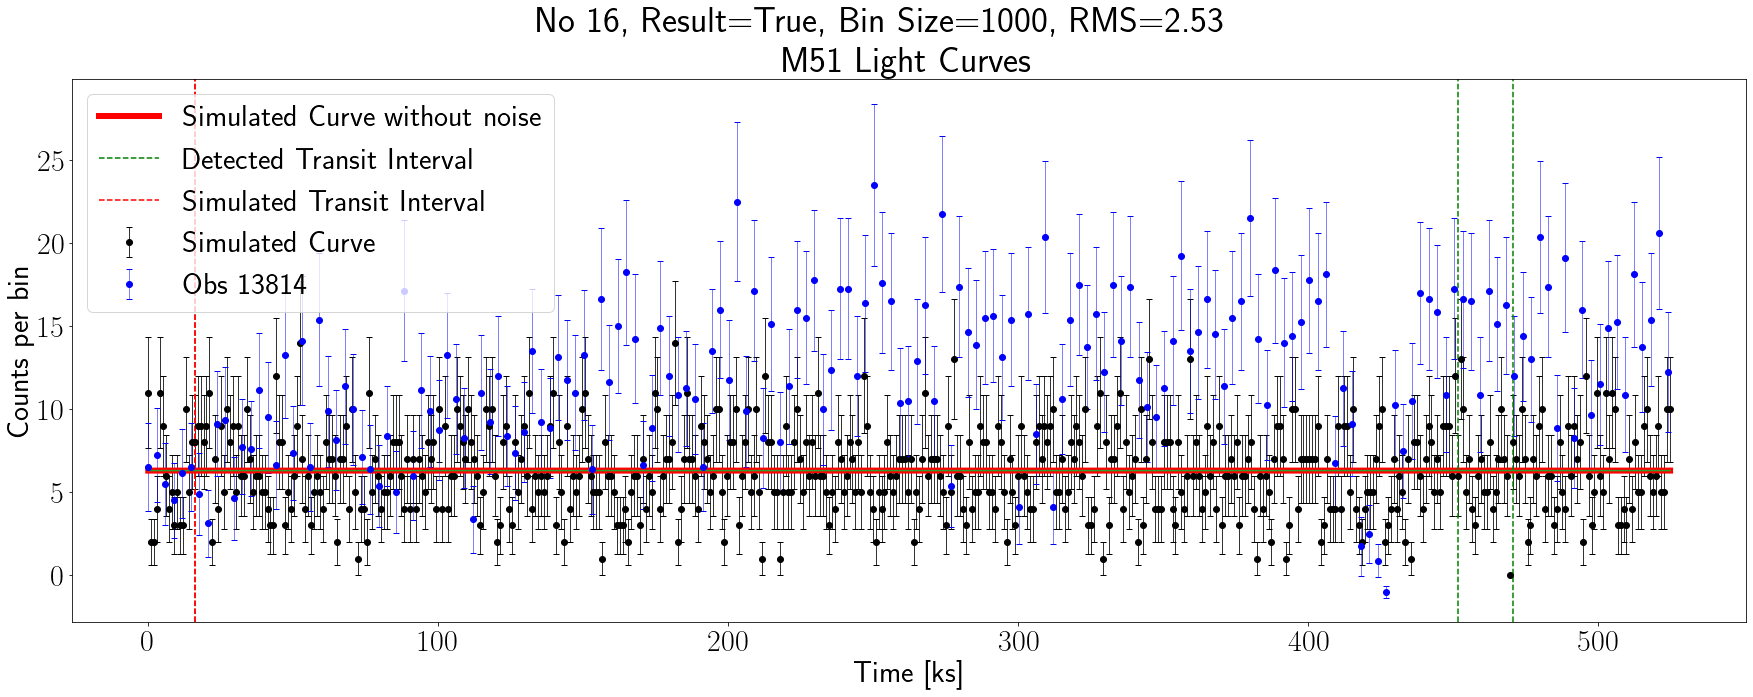 No 16, Result=True, Bin Size=1000, RMS=2.53
M51 Light Curves
Simulated Curve without noise
Detected Transit Interval
Simulated Transit Interval
Simulated Curve
Obs 13814
Counts per bin
25
20
15
10
5
0
0 100 200 300 400 500
Time [ks]